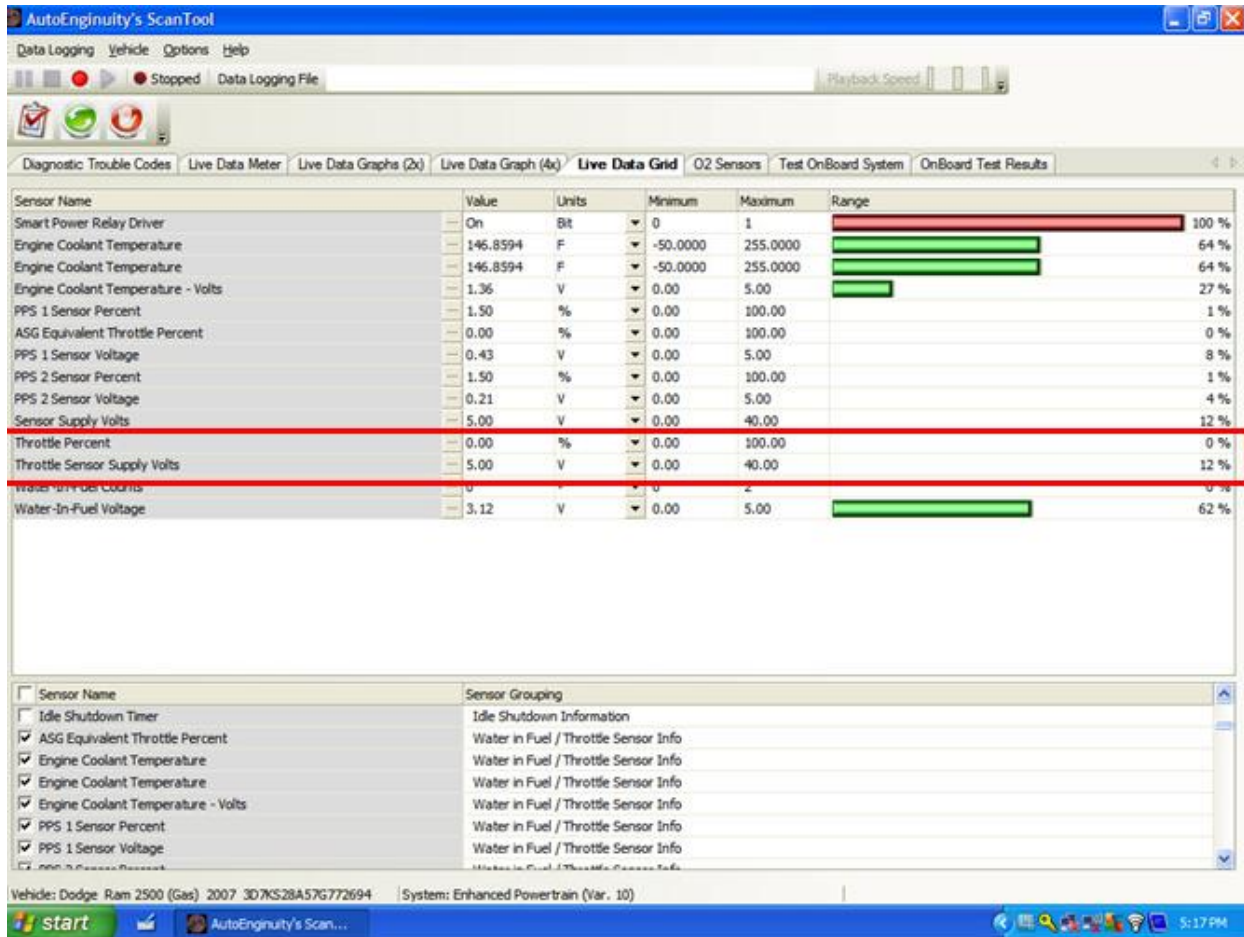 AutoEnginuity's ScanTool
Data Logging Vehicle Options Help
Stopped Data Logging File Playback Speed
Diagnostic Trouble Codes Live Data Meter Live Data Graphs (2x) Live Data Graph (4x) Live Data Grid O2 Sensors Test OnBoard System OnBoard Test Results
Sensor Name Value Units Minimum Maximum Range
Smart Power Relay Driver On Bit 0 1 100 %
Engine Coolant Temperature 146.8594 F -50.0000 255.0000 64 %
Engine Coolant Temperature 146.8594 F -50.0000 255.0000 64 %
Engine Coolant Temperature - Volts 1.36 V 0.00 5.00 27 %
PPS 1 Sensor Percent 1.50 % 0.00 100.00 1 %
ASG Equivalent Throttle Percent 0.00 % 0.00 100.00 0 %
PPS 1 Sensor Voltage 0.43 V 0.00 5.00 8 %
PPS 2 Sensor Percent 1.50 % 0.00 100.00 1 %
PPS 2 Sensor Voltage 0.21 V 0.00 5.00 4 %
Sensor Supply Volts 5.00 V 0.00 40.00 12 %
Throttle Percent 0.00 % 0.00 100.00 0 %
Throttle Sensor Supply Volts 5.00 V 0.00 40.00 12 %
Water-In-Fuel Counts 0 0 2 0 %
Water-In-Fuel Voltage 3.12 V 0.00 5.00 62 %
Sensor Name Sensor Grouping
Idle Shutdown Timer Idle Shutdown Information
ASG Equivalent Throttle Percent Water in Fuel / Throttle Sensor Info
Engine Coolant Temperature Water in Fuel / Throttle Sensor Info
Engine Coolant Temperature Water in Fuel / Throttle Sensor Info
Engine Coolant Temperature - Volts Water in Fuel / Throttle Sensor Info
PPS 1 Sensor Percent Water in Fuel / Throttle Sensor Info
PPS 1 Sensor Voltage Water in Fuel / Throttle Sensor Info
Vehicle: Dodge Ram 2500 (Gas) 2007 3D7KS28A57G772694 System: Enhanced Powertrain (Var. 10)
start AutoEnginuity's Scan... 5:17 PM